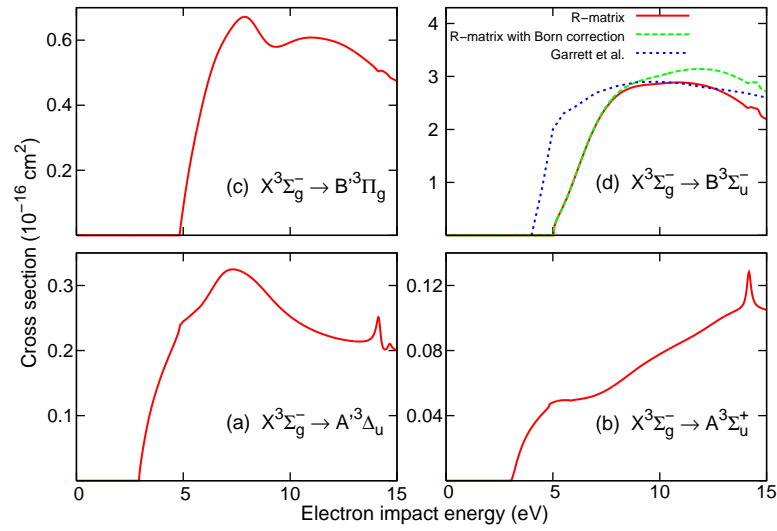 Cross section (10⁻¹⁶ cm²)
0.6
0.4
0.2
(c) X³Σg⁻ → B'³Πg
R-matrix
R-matrix with Born correction
Garrett et al.
5
4
3
2
1
(d) X³Σg⁻ → B³Σu⁻
0.3
0.2
0.1
0 5 10 15
(a) X³Σg⁻ → A'³Δu
0.12
0.08
0.04
0 5 10 15
(b) X³Σg⁻ → A³Σu⁺
Electron impact energy (eV)